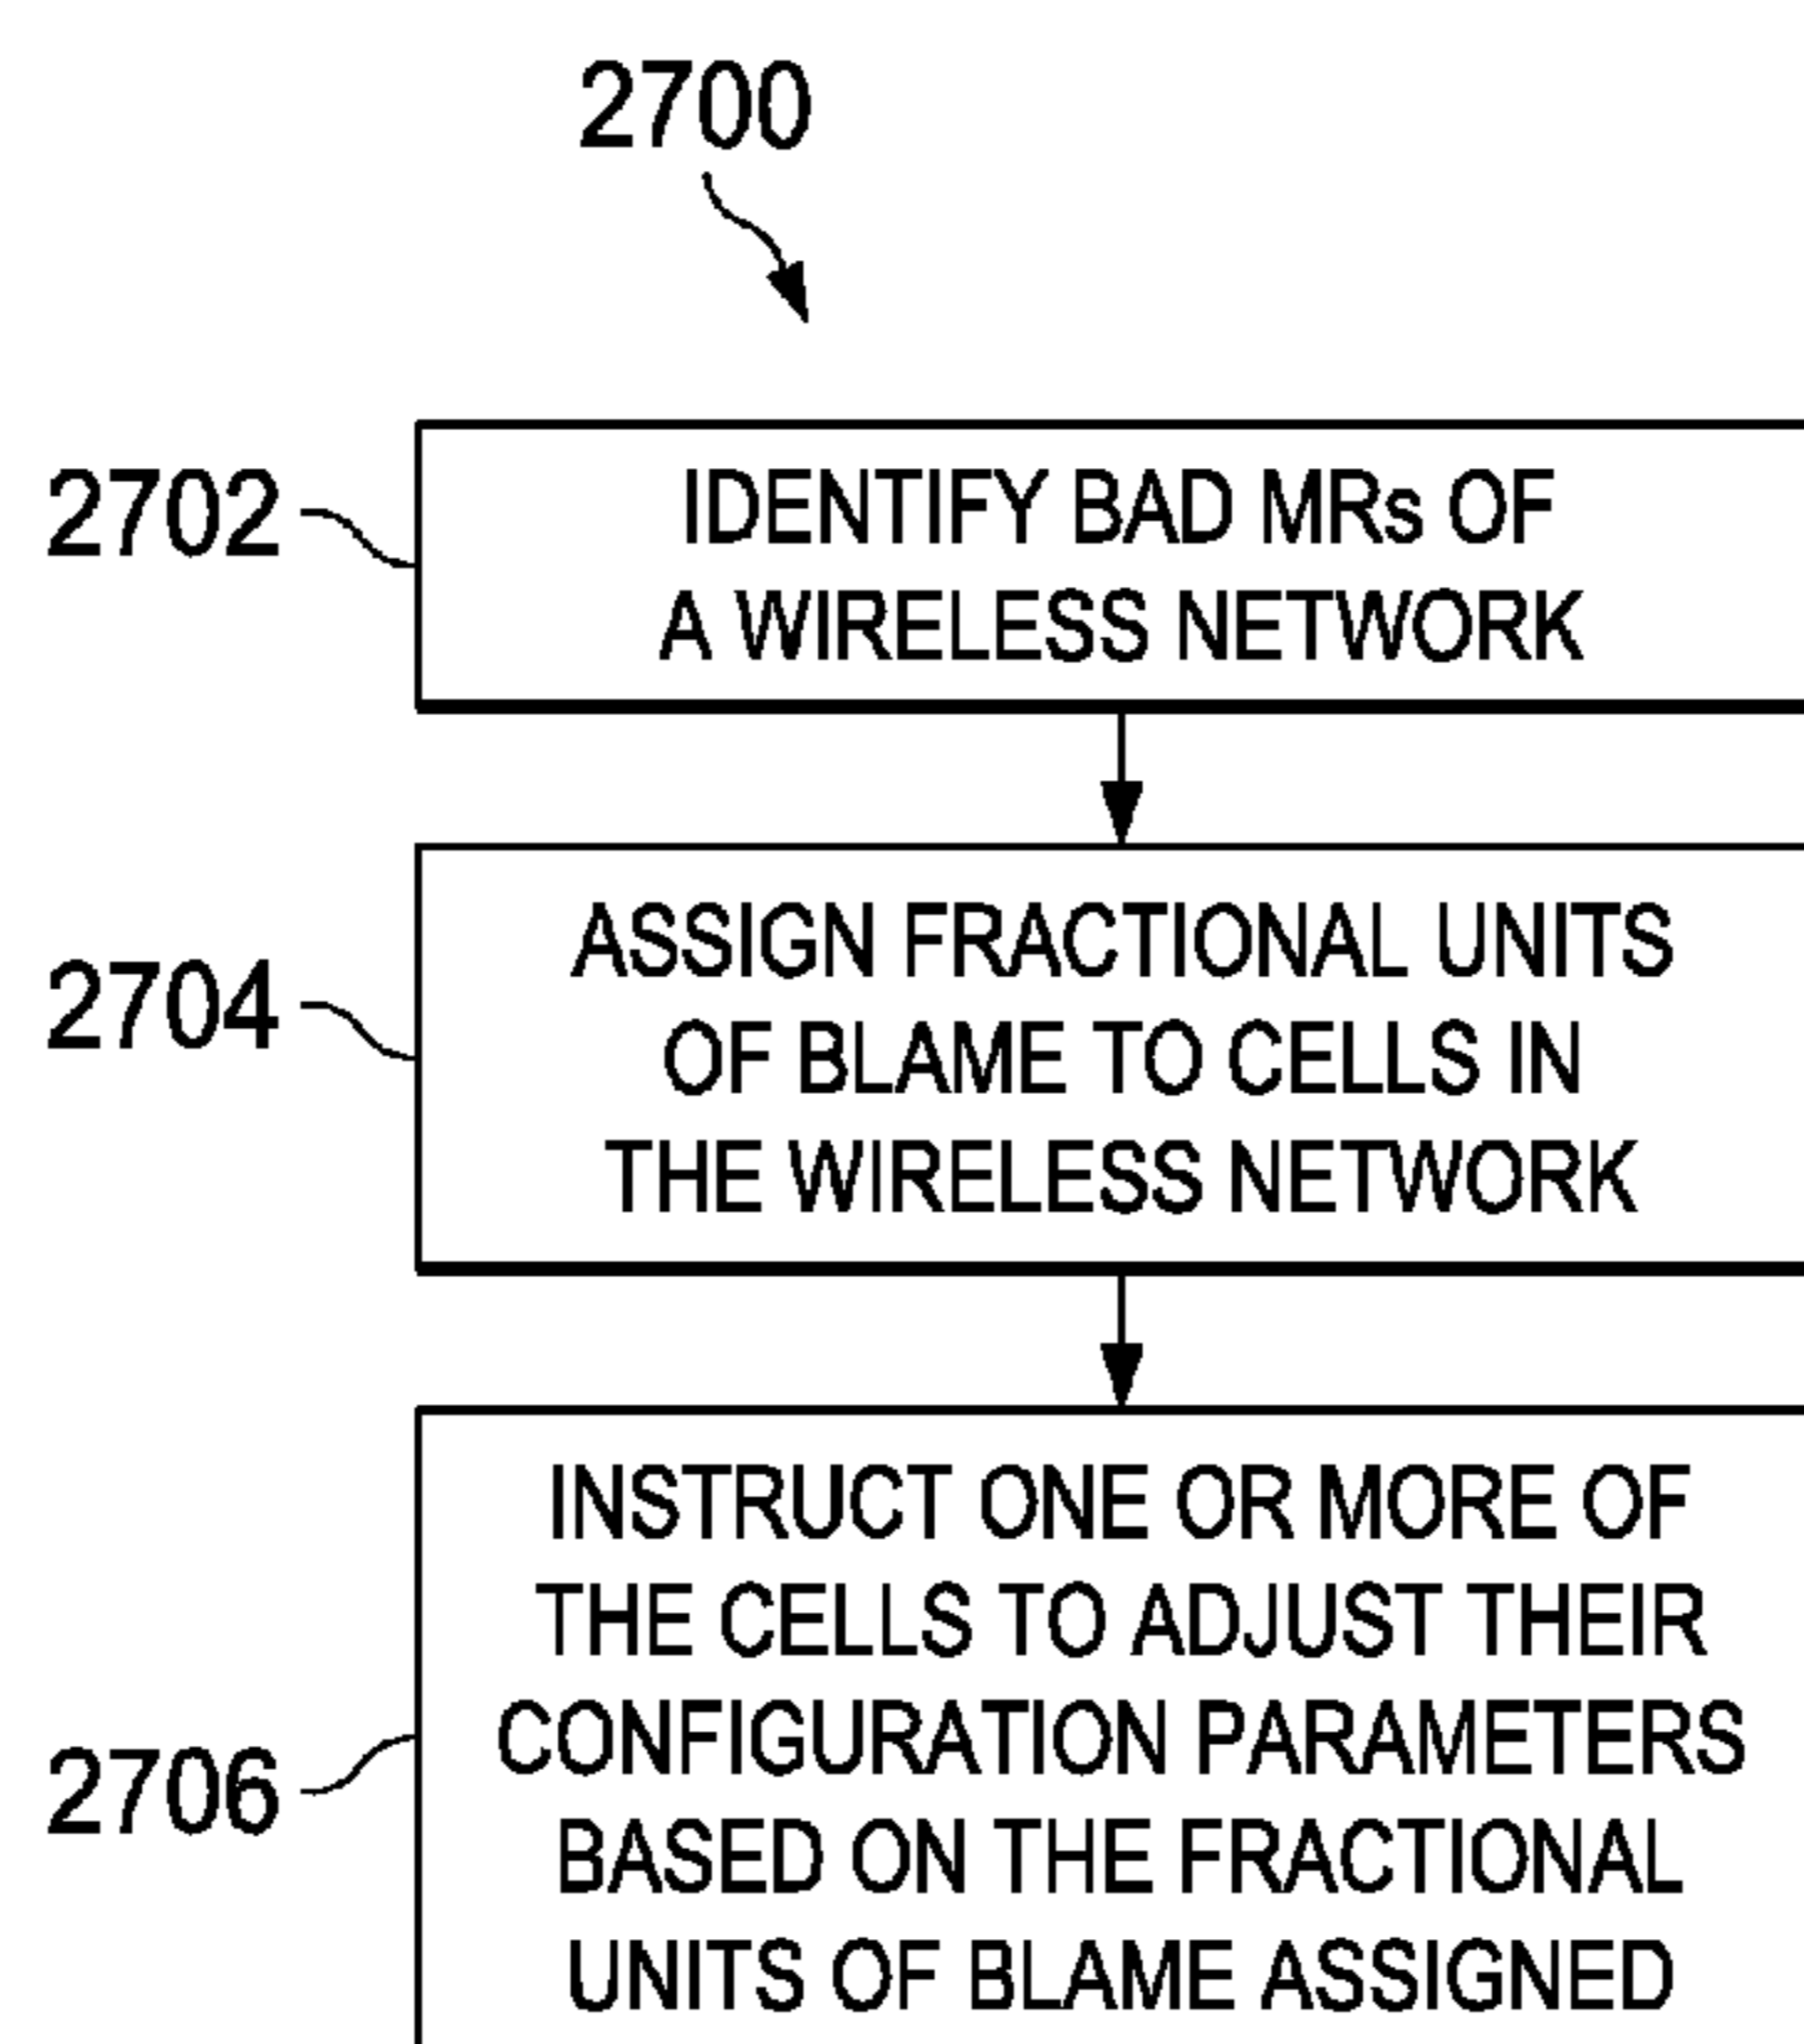 2700
2702
IDENTIFY BAD MRs OF
A WIRELESS NETWORK
2704
ASSIGN FRACTIONAL UNITS
OF BLAME TO CELLS IN
THE WIRELESS NETWORK
2706
INSTRUCT ONE OR MORE OF
THE CELLS TO ADJUST THEIR
CONFIGURATION PARAMETERS
BASED ON THE FRACTIONAL
UNITS OF BLAME ASSIGNED